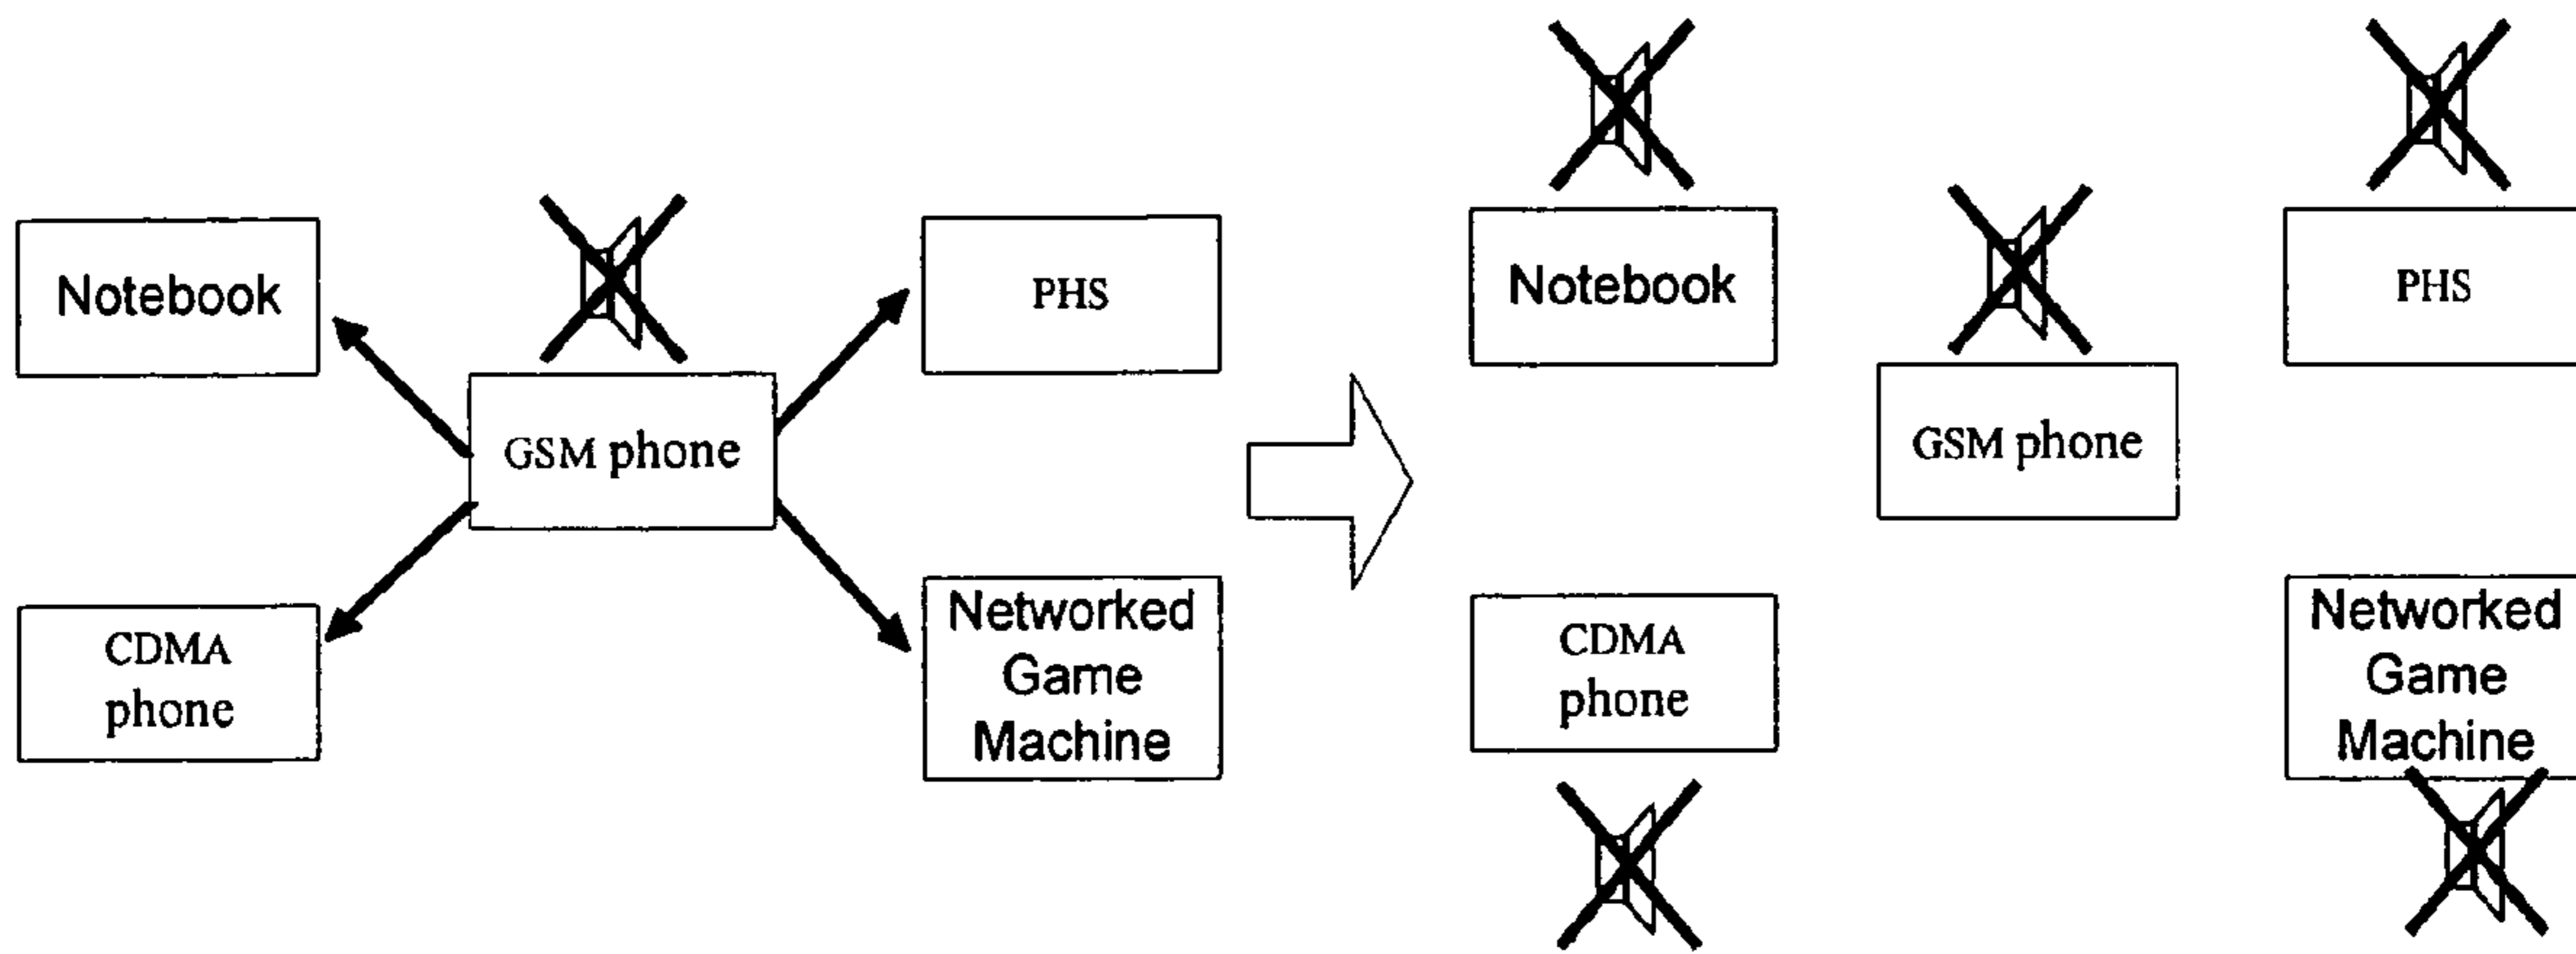 Notebook
PHS
GSM phone
CDMA
phone
Networked
Game
Machine
Notebook
PHS
GSM phone
CDMA
phone
Networked
Game
Machine